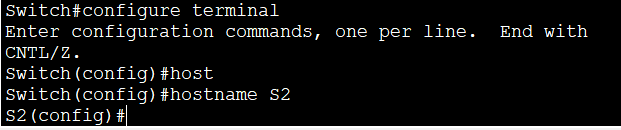 Switch#configure terminal
Enter configuration commands, one per line.  End with
CNTL/Z.
Switch(config)#host
Switch(config)#hostname S2
S2(config)#